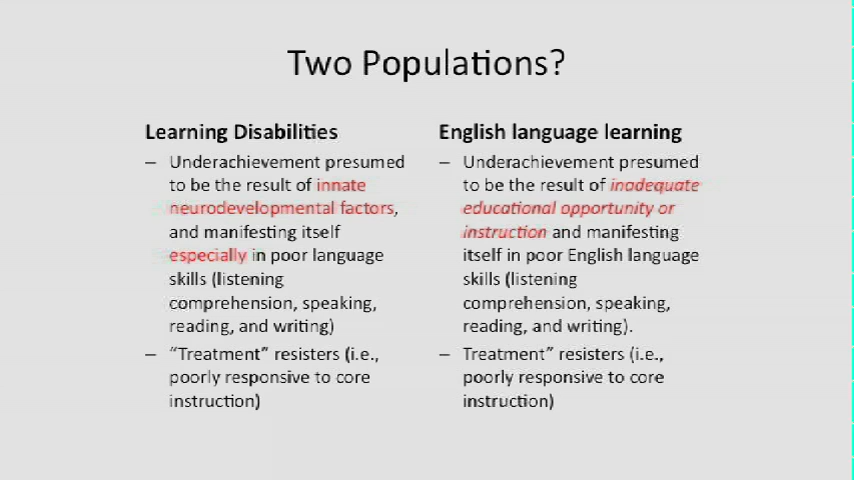 Two Populations?
Learning Disabilities
– Underachievement presumed
to be the result of innate
neurodevelopmental factors,
and manifesting itself
especially in poor language
skills (listening
comprehension, speaking,
reading, and writing)
– “Treatment” resisters (i.e.,
poorly responsive to core
instruction)
English language learning
– Underachievement presumed
to be the result of inadequate
educational opportunity or
instruction and manifesting
itself in poor English language
skills (listening
comprehension, speaking,
reading, and writing).
– Treatment” resisters (i.e.,
poorly responsive to core
instruction)